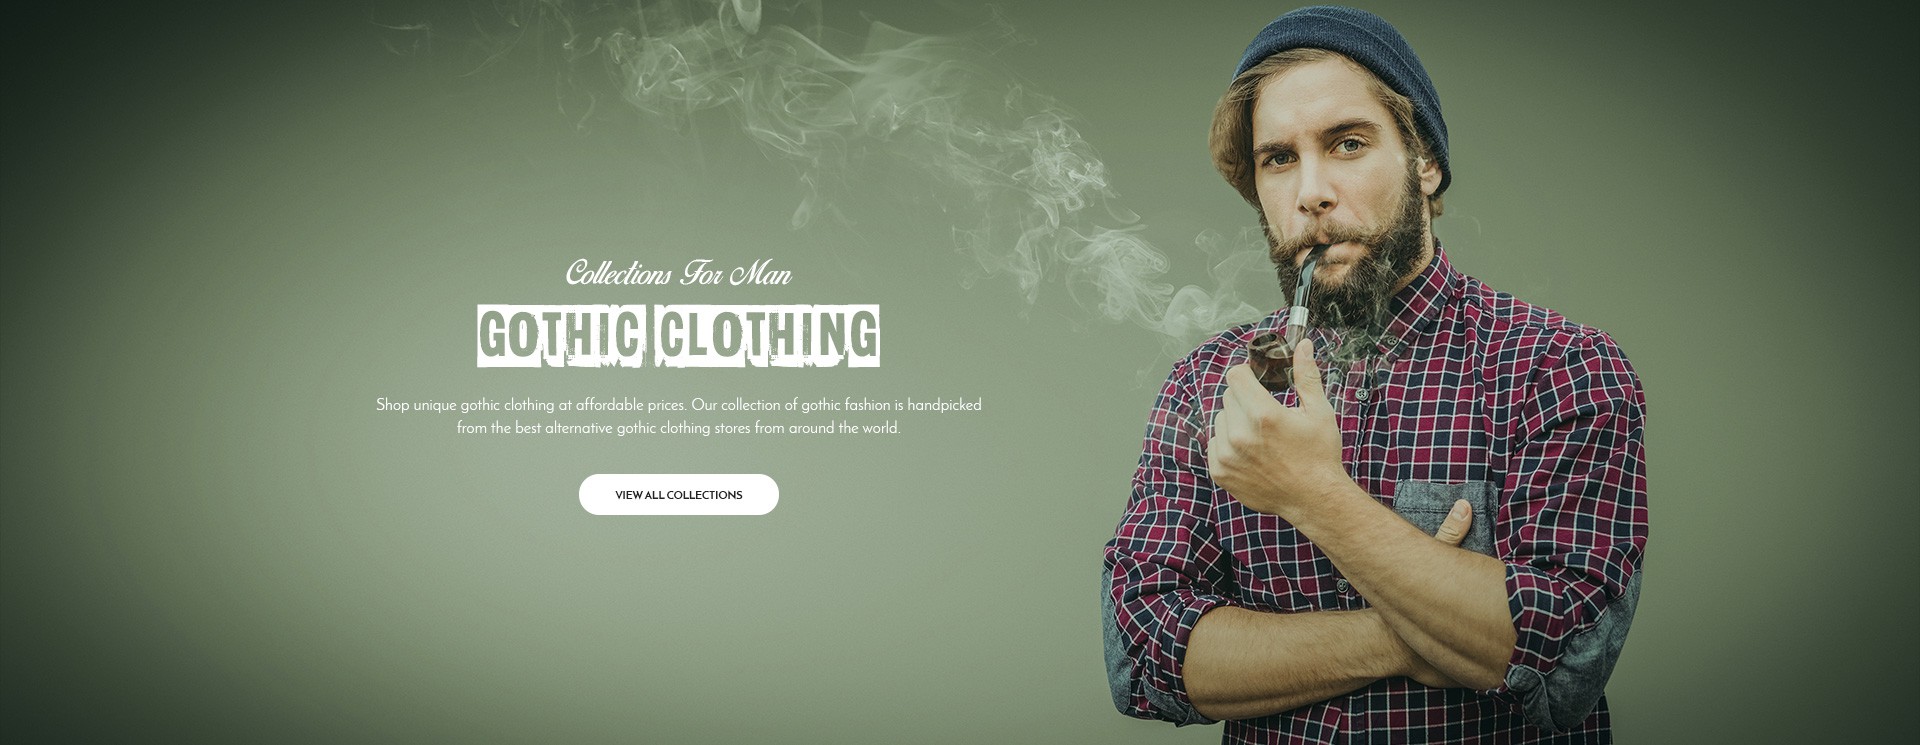 Collections For Man
GOTHIC CLOTHING
Shop unique gothic clothing at affordable prices. Our collection of gothic fashion is handpicked
from the best alternative gothic clothing stores from around the world.
VIEW ALL COLLECTIONS